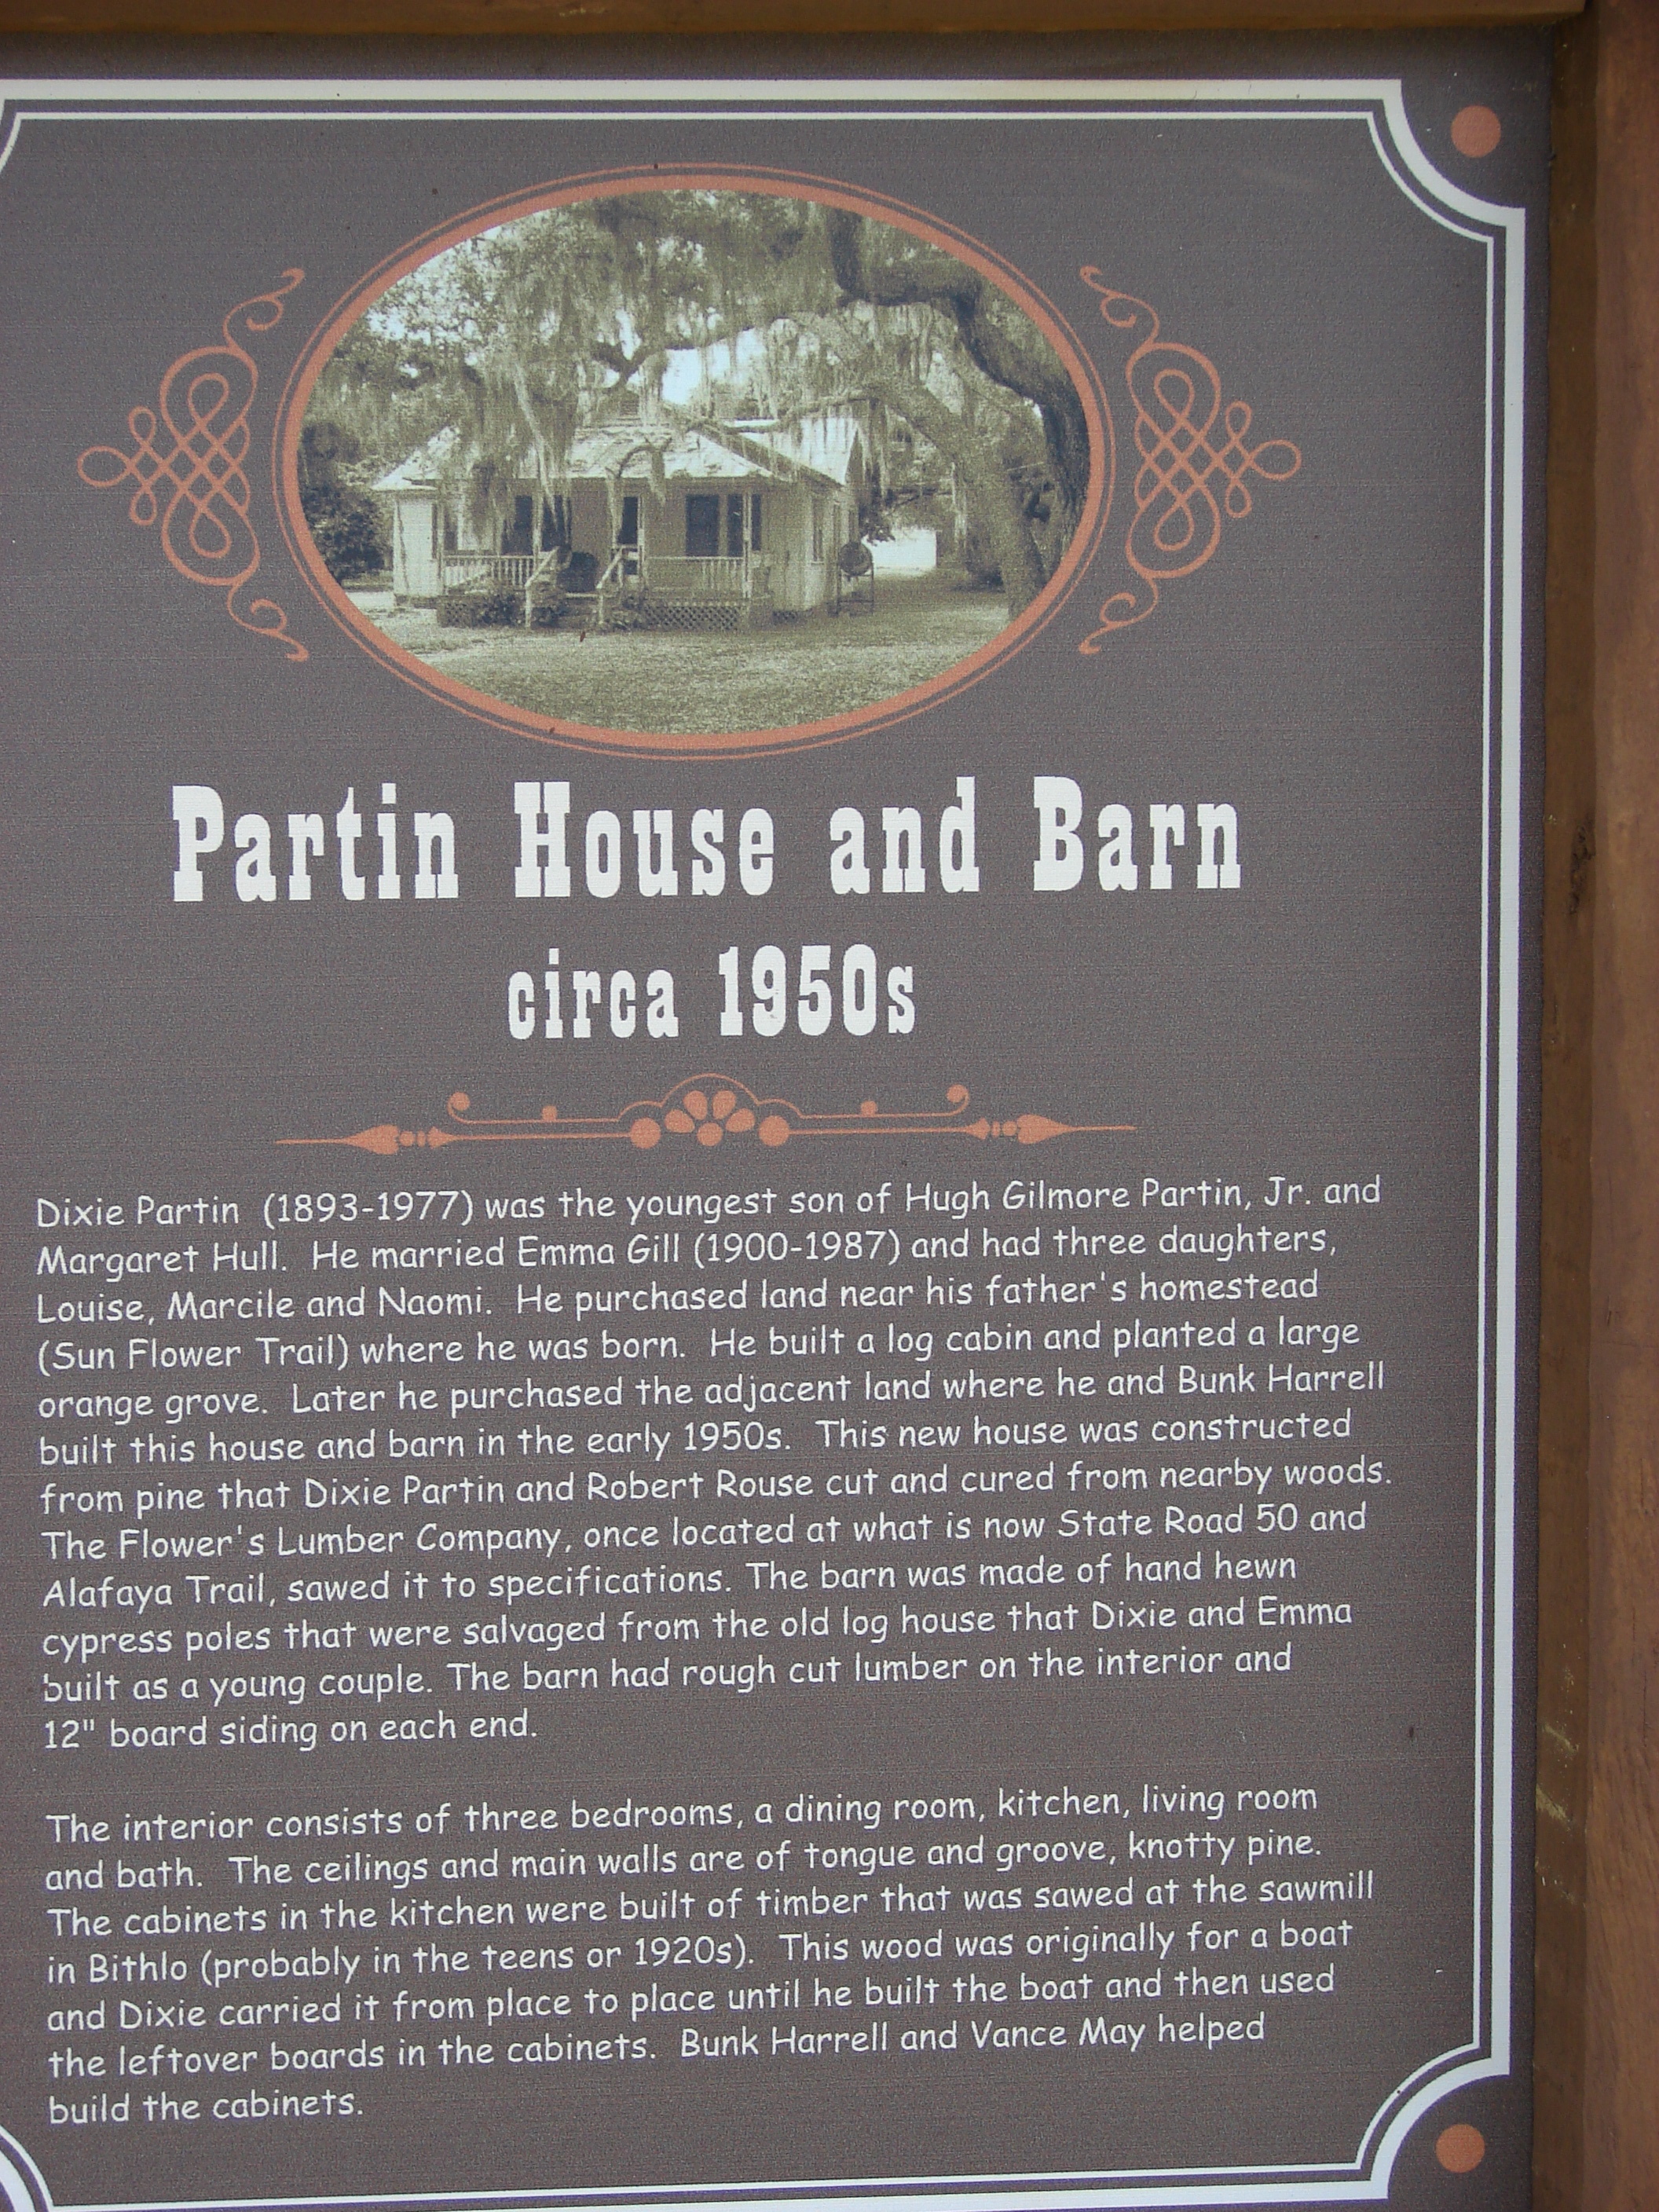 Partin House and Barn
circa 1950s
Dixie Partin (1893-1977) was the youngest son of Hugh Gilmore Partin, Jr. and
Margaret Hull. He married Emma Gill (1900-1987) and had three daughters,
Louise, Marcile and Naomi. He purchased land near his father's homestead
(Sun Flower Trail) where he was born. He built a log cabin and planted a large
orange grove. Later he purchased the adjacent land where he and Bunk Harrell
built this house and barn in the early 1950s. This new house was constructed
from pine that Dixie Partin and Robert Rouse cut and cured from nearby woods.
The Flower's Lumber Company, once located at what is now State Road 50 and
Alafaya Trail, sawed it to specifications. The barn was made of hand hewn
cypress poles that were salvaged from the old log house that Dixie and Emma
built as a young couple. The barn had rough cut lumber on the interior and
12" board siding on each end.
The interior consists of three bedrooms, a dining room, kitchen, living room
and bath. The ceilings and main walls are of tongue and groove, knotty pine.
The cabinets in the kitchen were built of timber that was sawed at the sawmill
in Bithlo (probably in the teens or 1920s). This wood was originally for a boat
and Dixie carried it from place to place until he built the boat and then used
the leftover boards in the cabinets. Bunk Harrell and Vance May helped
build the cabinets.